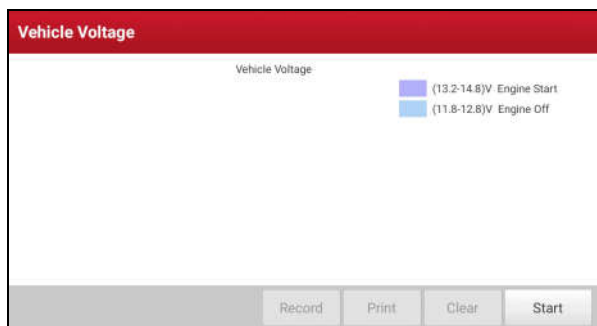 Vehicle Voltage
Vehicle Voltage
(13.2-14.8)V Engine Start
(11.8-12.8)V Engine Off
Record Print Clear Start